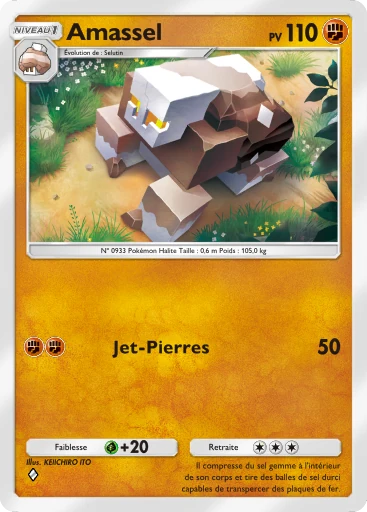 NIVEAU 1
Amassel
PV 110
Évolution de : Selutin
N° 0933 Pokémon Halite Taille : 0,6 m Poids : 105,0 kg
Jet-Pierres 50
Faiblesse +20
Retraite
Illus. KEIICHIRO ITO
Il compresse du sel gemme à l'intérieur
de son corps et tire des balles de sel durci
capables de transpercer des plaques de fer.